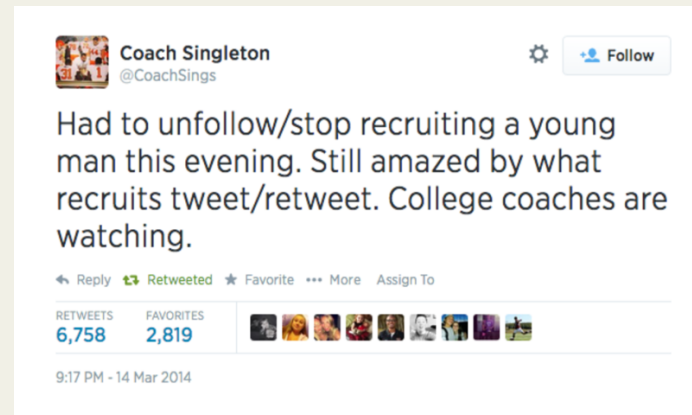 Coach Singleton
@CoachSings
Follow
Had to unfollow/stop recruiting a young
man this evening. Still amazed by what
recruits tweet/retweet. College coaches are
watching.
Reply Retweeted Favorite More Assign To
RETWEETS FAVORITES
6,758 2,819
9:17 PM - 14 Mar 2014